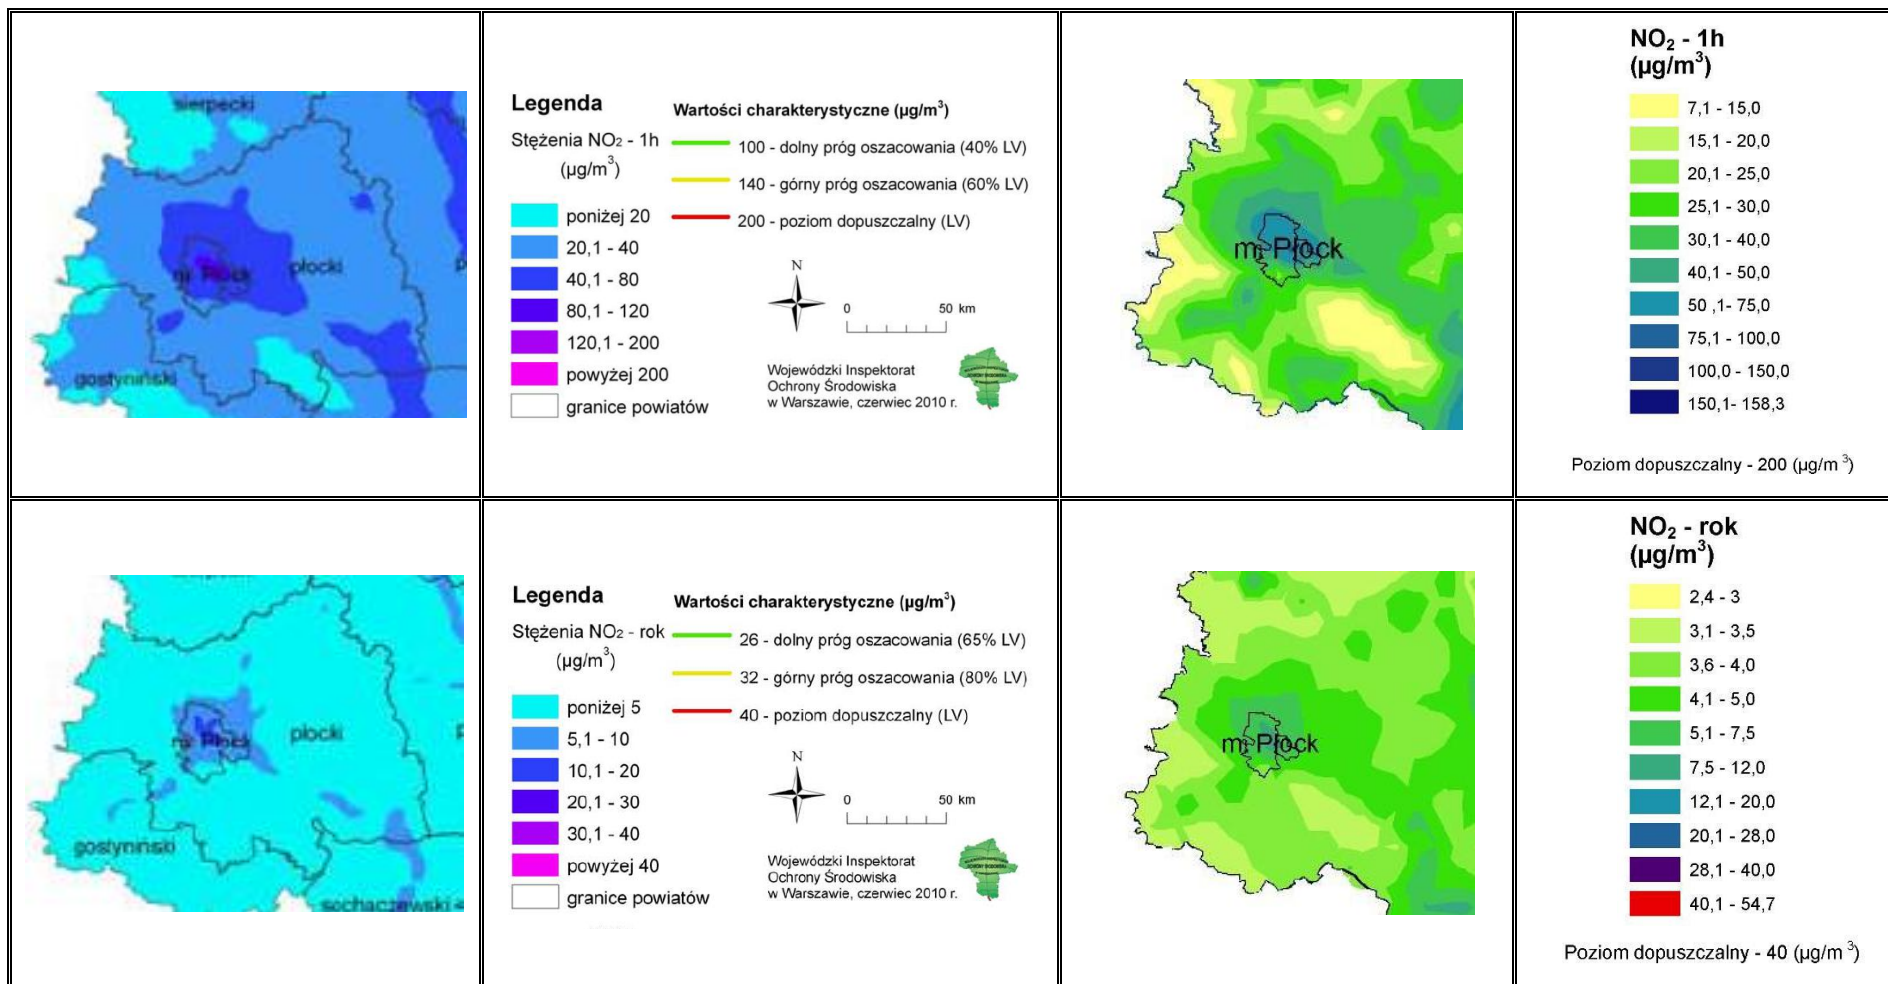 sierpecki
m. Płock
płocki
gostyniński
Legenda
Stężenia NO₂ - 1h
(µg/m³)
poniżej 20
20,1 - 40
40,1 - 80
80,1 - 120
120,1 - 200
powyżej 200
granice powiatów
Wartości charakterystyczne (µg/m³)
100 - dolny próg oszacowania (40% LV)
140 - górny próg oszacowania (60% LV)
200 - poziom dopuszczalny (LV)
N
0 50 km
Wojewódzki Inspektorat
Ochrony Środowiska
w Warszawie, czerwiec 2010 r.
m. Płock
NO₂ - 1h
(µg/m³)
7,1 - 15,0
15,1 - 20,0
20,1 - 25,0
25,1 - 30,0
30,1 - 40,0
40,1 - 50,0
50 ,1- 75,0
75,1 - 100,0
100,0 - 150,0
150,1- 158,3
Poziom dopuszczalny - 200 (µg/m ³)
m. Płock
płocki
gostyniński
sochaczewski
Legenda
Stężenia NO₂ - rok
(µg/m³)
poniżej 5
5,1 - 10
10,1 - 20
20,1 - 30
30,1 - 40
powyżej 40
granice powiatów
Wartości charakterystyczne (µg/m³)
26 - dolny próg oszacowania (65% LV)
32 - górny próg oszacowania (80% LV)
40 - poziom dopuszczalny (LV)
N
0 50 km
Wojewódzki Inspektorat
Ochrony Środowiska
w Warszawie, czerwiec 2010 r.
m. Płock
NO₂ - rok
(µg/m³)
2,4 - 3
3,1 - 3,5
3,6 - 4,0
4,1 - 5,0
5,1 - 7,5
7,5 - 12,0
12,1 - 20,0
20,1 - 28,0
28,1 - 40,0
40,1 - 54,7
Poziom dopuszczalny - 40 (µg/m ³)